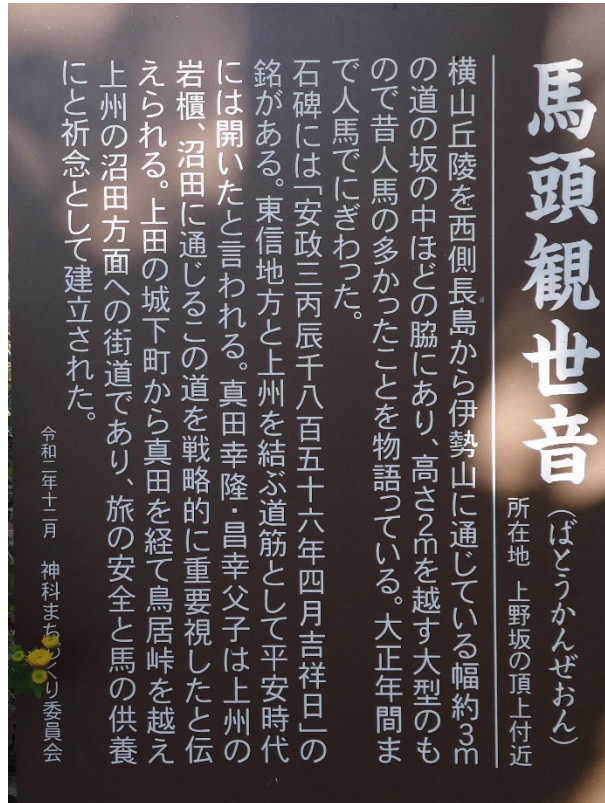 馬頭観世音
(ばとうかんぜおん)
所在地 上野坂の頂上付近
横山丘陵を西側長島から伊勢山に通じている幅約3m
の道の坂の中ほどの脇にあり、高さ2mを越す大型のも
ので昔人馬の多かったことを物語っている。大正年間ま
で人馬でにぎわった。
石碑には「安政三丙辰千八百五十六年四月吉祥日」の
銘がある。東信地方と上州を結ぶ道筋として平安時代
には開いたと言われる。真田幸隆・昌幸父子は上州の
岩櫃、沼田に通じるこの道を戦略的に重要視したと伝
えられる。上田の城下町から真田を経て鳥居峠を越え
上州の沼田方面への街道であり、旅の安全と馬の供養
にと祈念として建立された。
令和二年十二月 神科まちづくり委員会